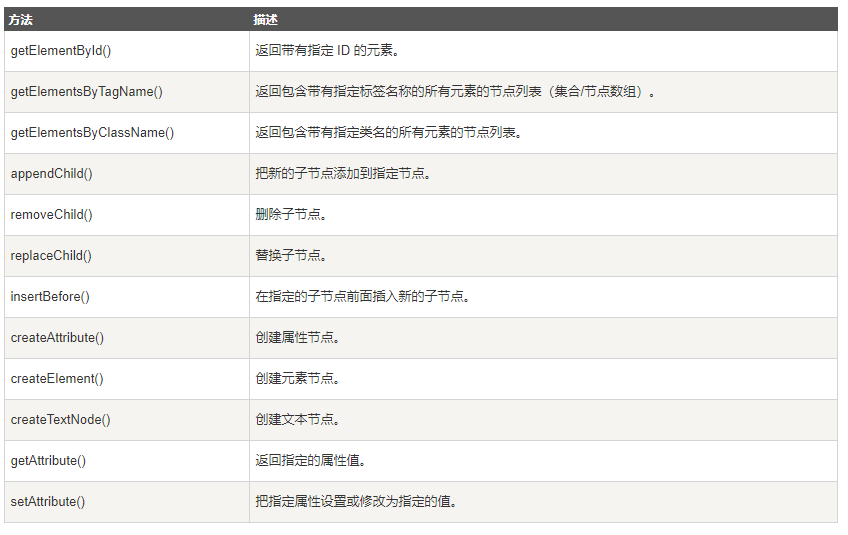 方法 描述
getElementById() 返回带有指定 ID 的元素。
getElementsByTagName() 返回包含带有指定标签名称的所有元素的节点列表（集合/节点数组）。
getElementsByClassName() 返回包含带有指定类名的所有元素的节点列表。
appendChild() 把新的子节点添加到指定节点。
removeChild() 删除子节点。
replaceChild() 替换子节点。
insertBefore() 在指定的子节点前面插入新的子节点。
createAttribute() 创建属性节点。
createElement() 创建元素节点。
createTextNode() 创建文本节点。
getAttribute() 返回指定的属性值。
setAttribute() 把指定属性设置或修改为指定的值。